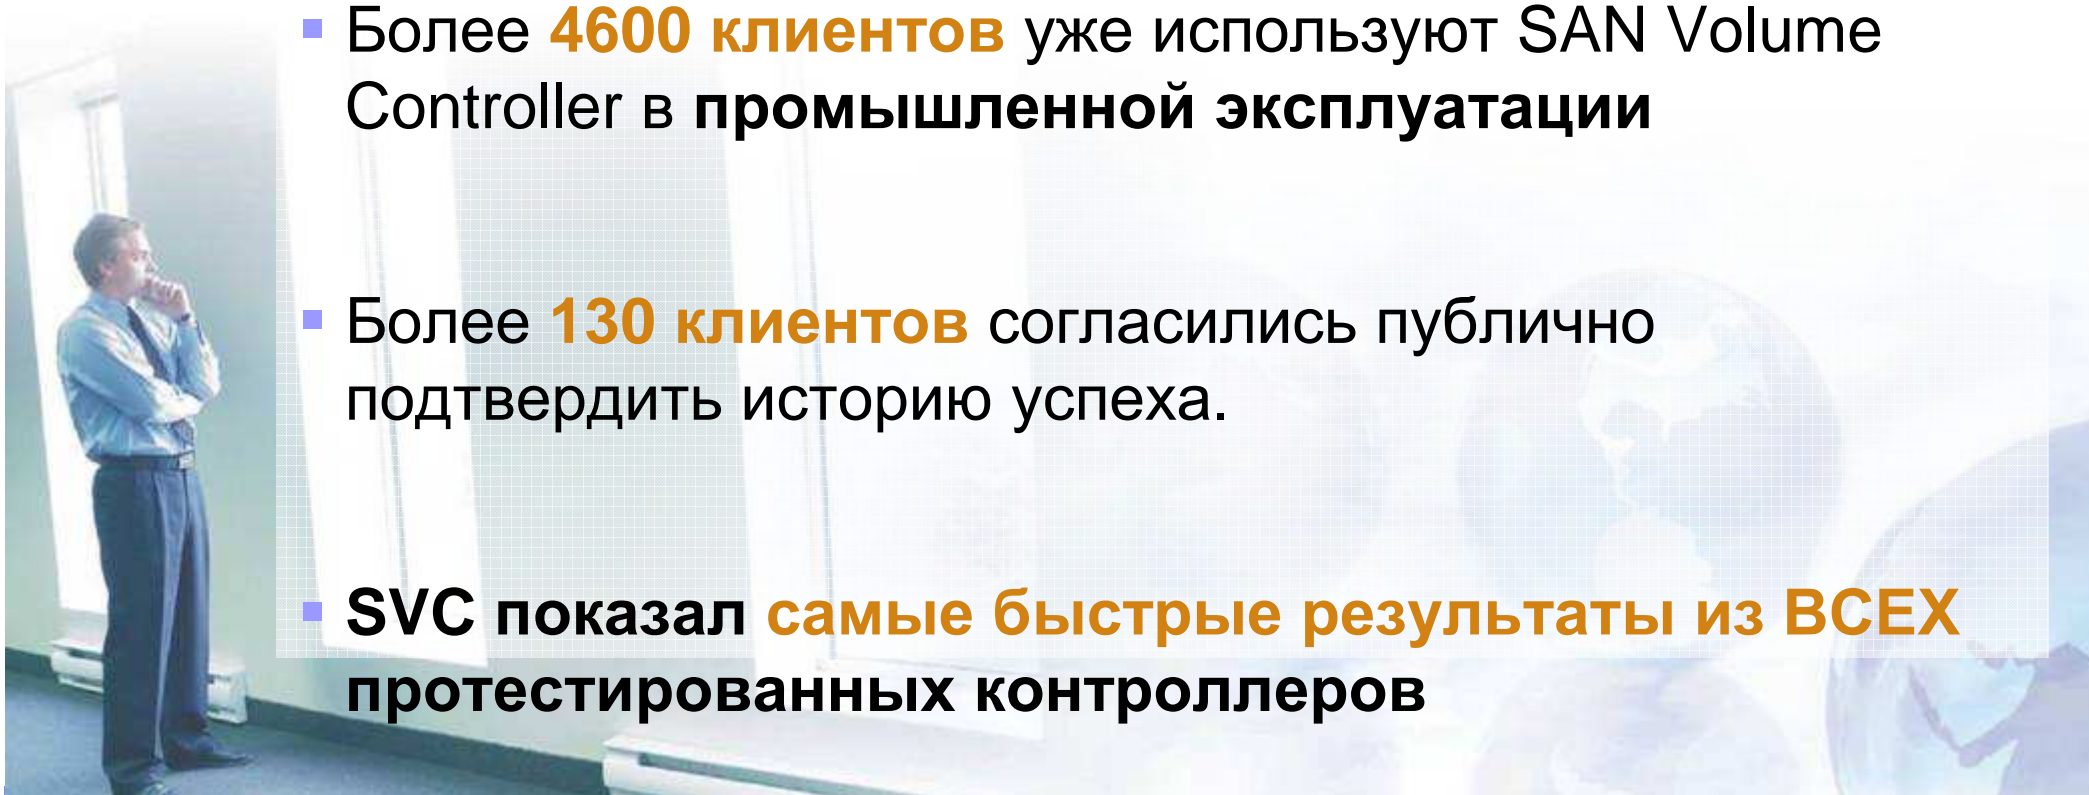 Более 4600 клиентов уже используют SAN Volume
Controller в промышленной эксплуатации
Более 130 клиентов согласились публично
подтвердить историю успеха.
SVC показал самые быстрые результаты из ВСЕХ
протестированных контроллеров